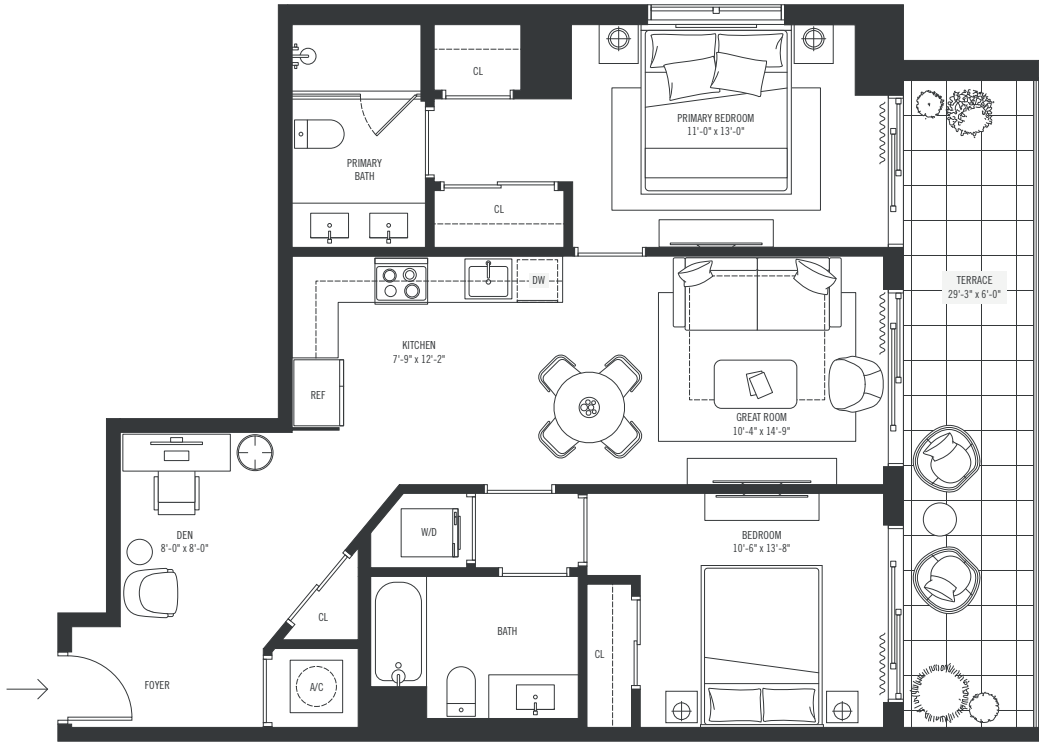 CL
PRIMARY BEDROOM
11'-0" x 13'-0"
PRIMARY
BATH
CL
TERRACE
29'-3" x 6'-0"
DW
KITCHEN
7'-9" x 12'-2"
REF
GREAT ROOM
10'-4" x 14'-9"
DEN
8'-0" x 8'-0"
W/D
BEDROOM
10'-6" x 13'-8"
CL
BATH
CL
FOYER
A/C